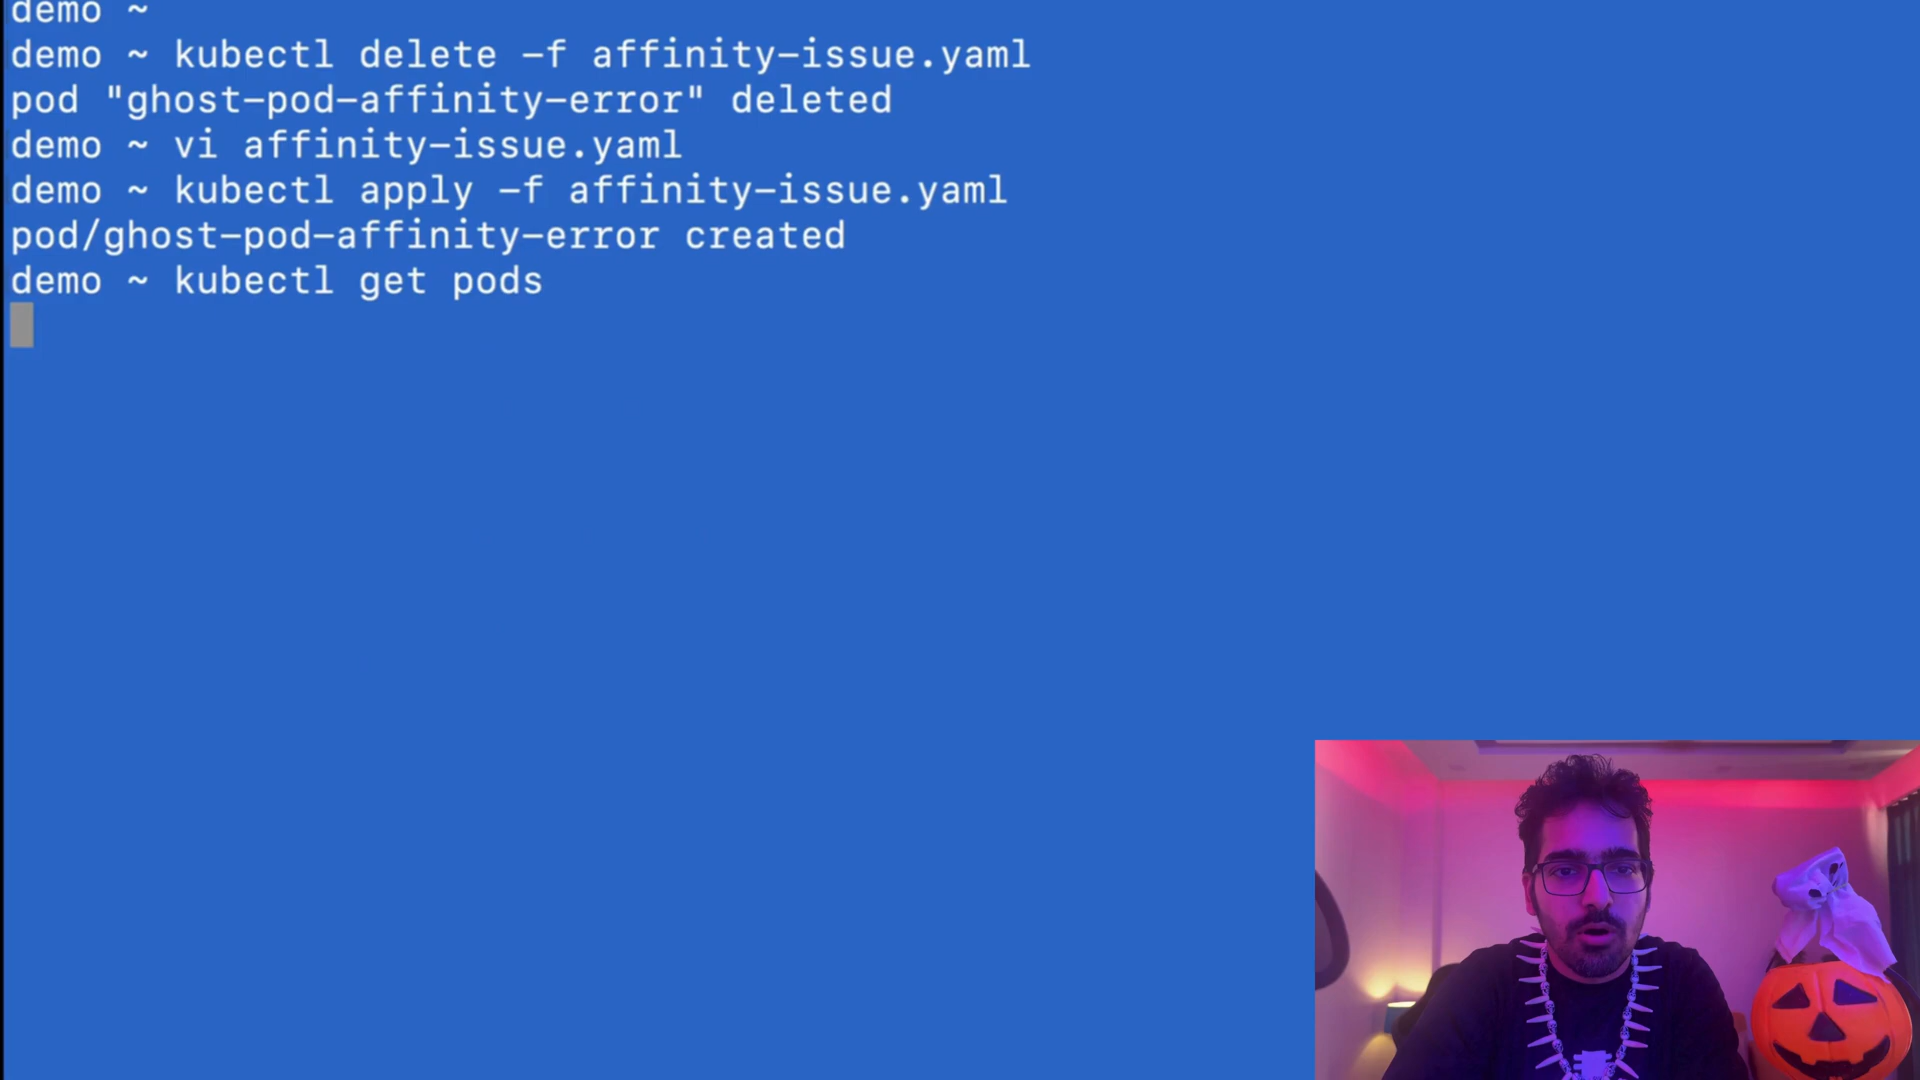 demo ~
demo ~ kubectl delete -f affinity-issue.yaml
pod "ghost-pod-affinity-error" deleted
demo ~ vi affinity-issue.yaml
demo ~ kubectl apply -f affinity-issue.yaml
pod/ghost-pod-affinity-error created
demo ~ kubectl get pods